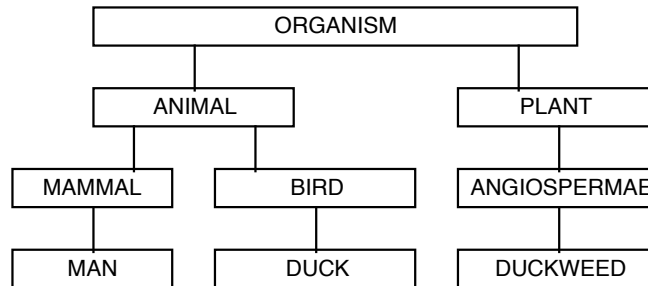 ORGANISM
ANIMAL
PLANT
MAMMAL
BIRD
ANGIOSPERMAE
MAN
DUCK
DUCKWEED